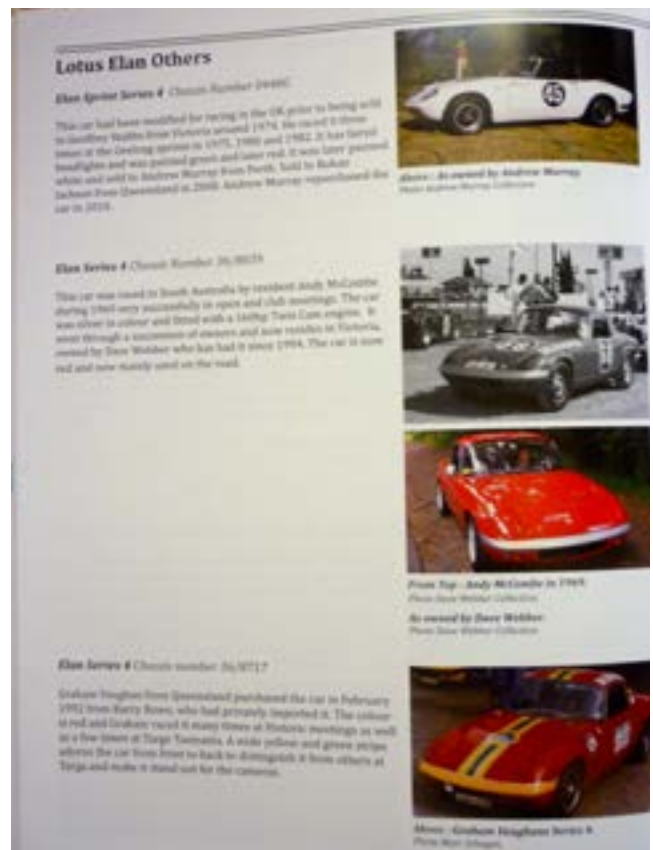 Lotus Elan Others
Elan Sprint Series 4 Chassis Number
This car had been modified for racing in the UK prior to being sold
to Geoffrey from Victoria around 1974. He raced it three
times at the Geelong sprints in 1975, 1980 and 1982. It has faired
headlights and was painted green and later red. It was later painted
white and sold to Andrew Murray from Perth. Sold to
Jackson from Queensland in Andrew Murray repurchased the
car in
Above : As owned by Andrew Murray.
Photo Andrew Murray Collection
45
Elan Series 4 Chassis Number
This car was raced in South Australia by resident Andy McCombe
during 1969 very successfully in open and club meetings. The car
was silver in colour and fitted with a Twin Cam engine. It
went through a succession of owners and now resides in Victoria,
owned by Dave Webber who has had it since 1994. The car is now
red and now mainly used on the road.
From Top : Andy McCombe in 1969.
Photo Dave Webber Collection
As owned by Dave Webber.
Photo Dave Webber Collection
Elan Series 4 Chassis number 36/8717
Graham Vaughan from Queensland purchased the car in February
1992 from Barry Bowe, who had privately imported it. The colour
is red and Graham raced it many times at Historic meetings as well
as a few times at Targa Tasmania. A wide yellow and green stripe
adorns the car from front to back to distinguish it from others at
Targa and make it stand out for the cameras.
Above : Graham Vaughans Series 4.
Photo